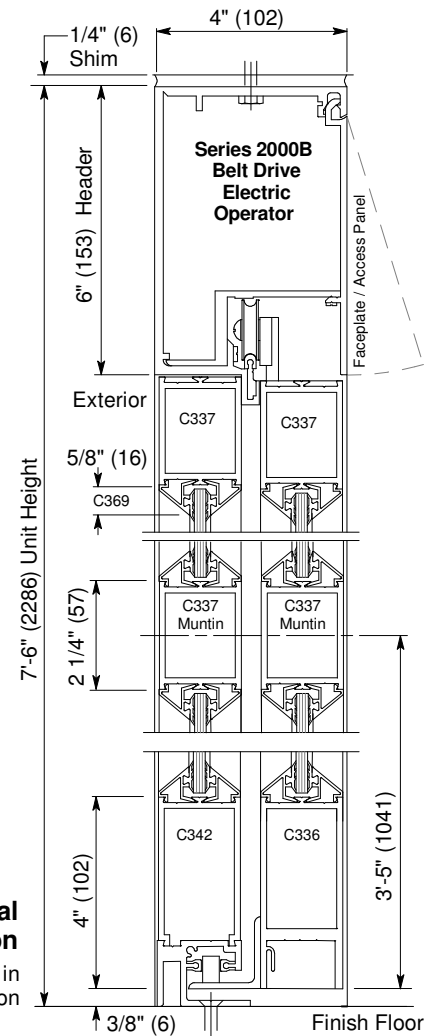 4" (102)
1/4" (6)
Shim
Series 2000B
Belt Drive
Electric
Operator
6" (153) Header
Faceplate / Access Panel
Exterior
C337
C337
5/8" (16)
C369
7'-6" (2286) Unit Height
C337
Muntin
C337
Muntin
2 1/4" (57)
3'-5" (1041)
C342
C336
4" (102)
al
on
in
on
3/8" (6)
Finish Floor